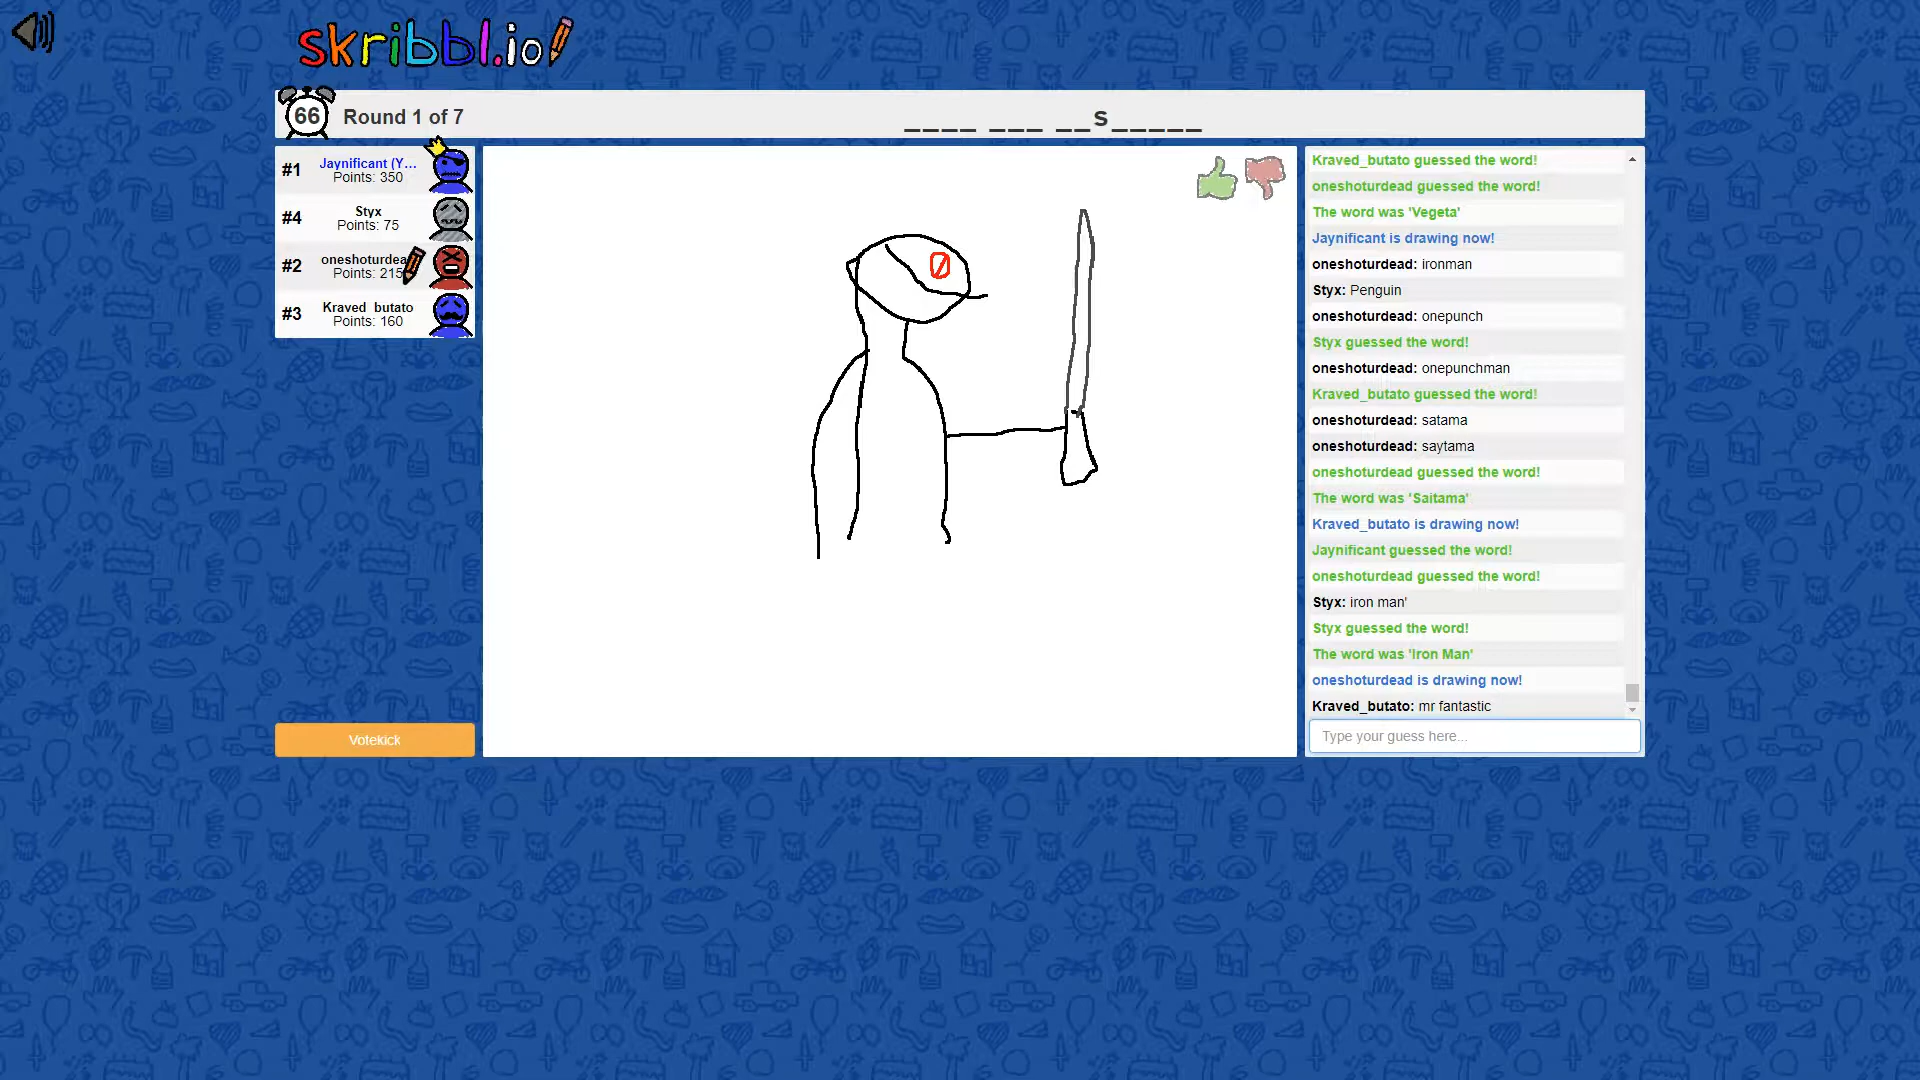 skribbl.io
66
Round 1 of 7
____ ___ __s_____
#1
Jaynificant (Y...
Points: 350
#4
Styx
Points: 75
#2
oneshoturdea
Points: 215
#3
Kraved_butato
Points: 160
Votekick
0
Kraved_butato guessed the word!
oneshoturdead guessed the word!
The word was 'Vegeta'
Jaynificant is drawing now!
oneshoturdead: ironman
Styx: Penguin
oneshoturdead: onepunch
Styx guessed the word!
oneshoturdead: onepunchman
Kraved_butato guessed the word!
oneshoturdead: satama
oneshoturdead: saytama
oneshoturdead guessed the word!
The word was 'Saitama'
Kraved_butato is drawing now!
Jaynificant guessed the word!
oneshoturdead guessed the word!
Styx: iron man'
Styx guessed the word!
The word was 'Iron Man'
oneshoturdead is drawing now!
Kraved_butato: mr fantastic
Type your guess here...